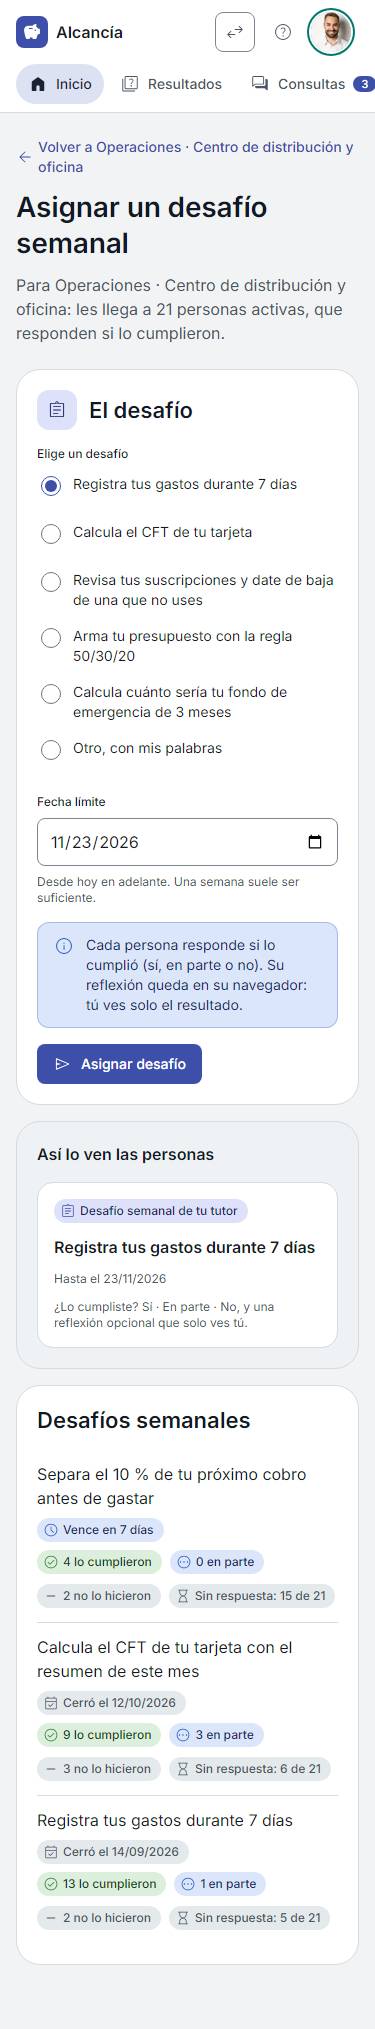 Alcancía
Inicio
Resultados
Consultas
3
Volver a Operaciones · Centro de distribución y
oficina
Asignar un desafío
semanal
Para Operaciones · Centro de distribución y
oficina: les llega a 21 personas activas, que
responden si lo cumplieron.
El desafío
Elige un desafío
Registra tus gastos durante 7 días
Calcula el CFT de tu tarjeta
Revisa tus suscripciones y date de baja
de una que no uses
Arma tu presupuesto con la regla
50/30/20
Calcula cuánto sería tu fondo de
emergencia de 3 meses
Otro, con mis palabras
Fecha límite
11/23/2026
Desde hoy en adelante. Una semana suele ser
suficiente.
Cada persona responde si lo
cumplió (sí, en parte o no). Su
reflexión queda en su navegador:
tú ves solo el resultado.
Asignar desafío
Así lo ven las personas
Desafío semanal de tu tutor
Registra tus gastos durante 7 días
Hasta el 23/11/2026
¿Lo cumpliste? Sí · En parte · No, y una
reflexión opcional que solo ves tú.
Desafíos semanales
Separa el 10 % de tu próximo cobro
antes de gastar
Vence en 7 días
4 lo cumplieron
0 en parte
2 no lo hicieron
Sin respuesta: 15 de 21
Calcula el CFT de tu tarjeta con el
resumen de este mes
Cerró el 12/10/2026
9 lo cumplieron
3 en parte
3 no lo hicieron
Sin respuesta: 6 de 21
Registra tus gastos durante 7 días
Cerró el 14/09/2026
13 lo cumplieron
1 en parte
2 no lo hicieron
Sin respuesta: 5 de 21